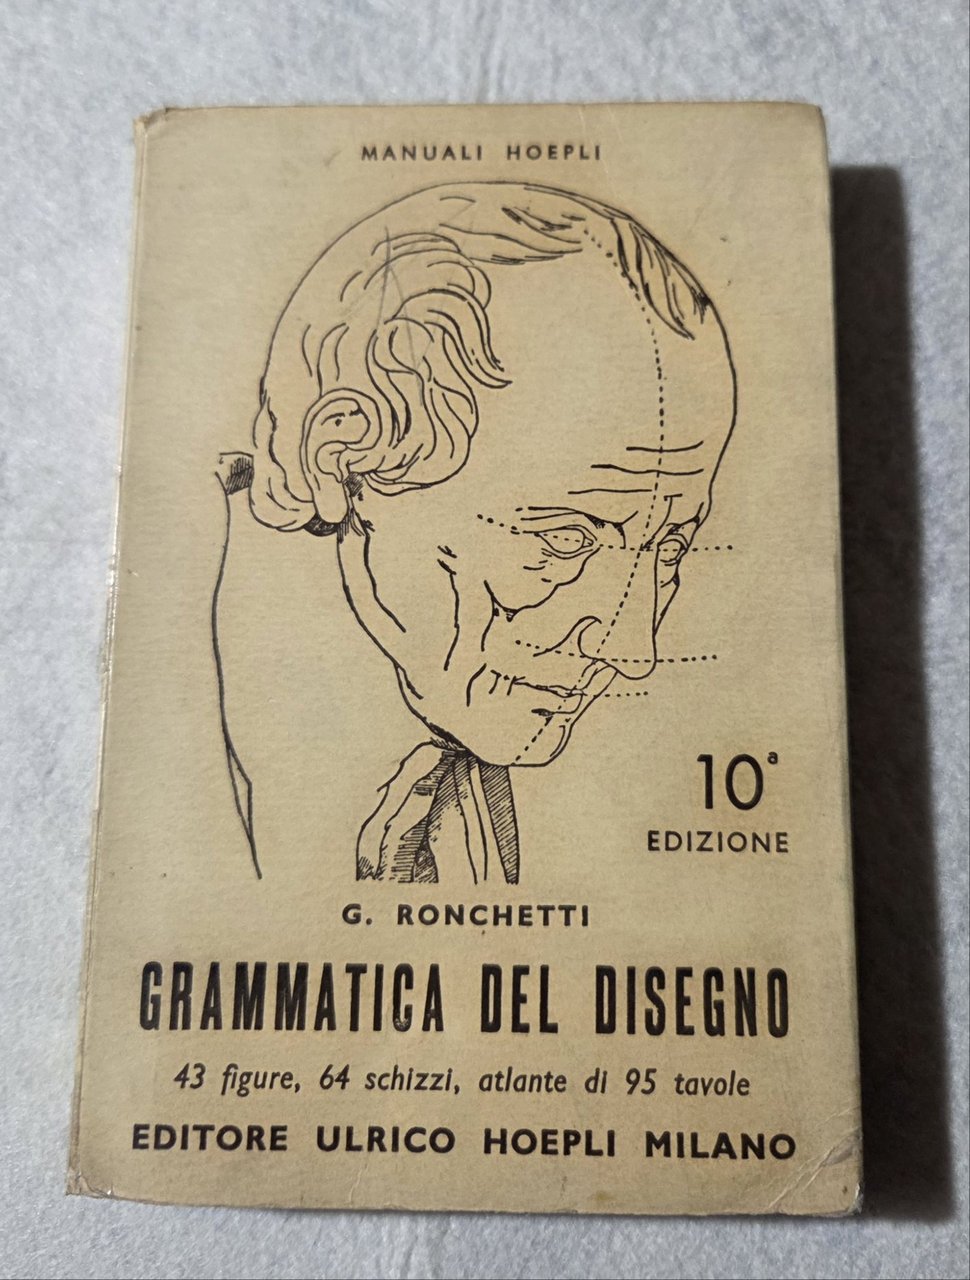 MANUALI HOEPLI
10ª
EDIZIONE
G. RONCHETTI
GRAMMATICA DEL DISEGNO
43 figure, 64 schizzi, atlante di 95 tavole
EDITORE ULRICO HOEPLI MILANO